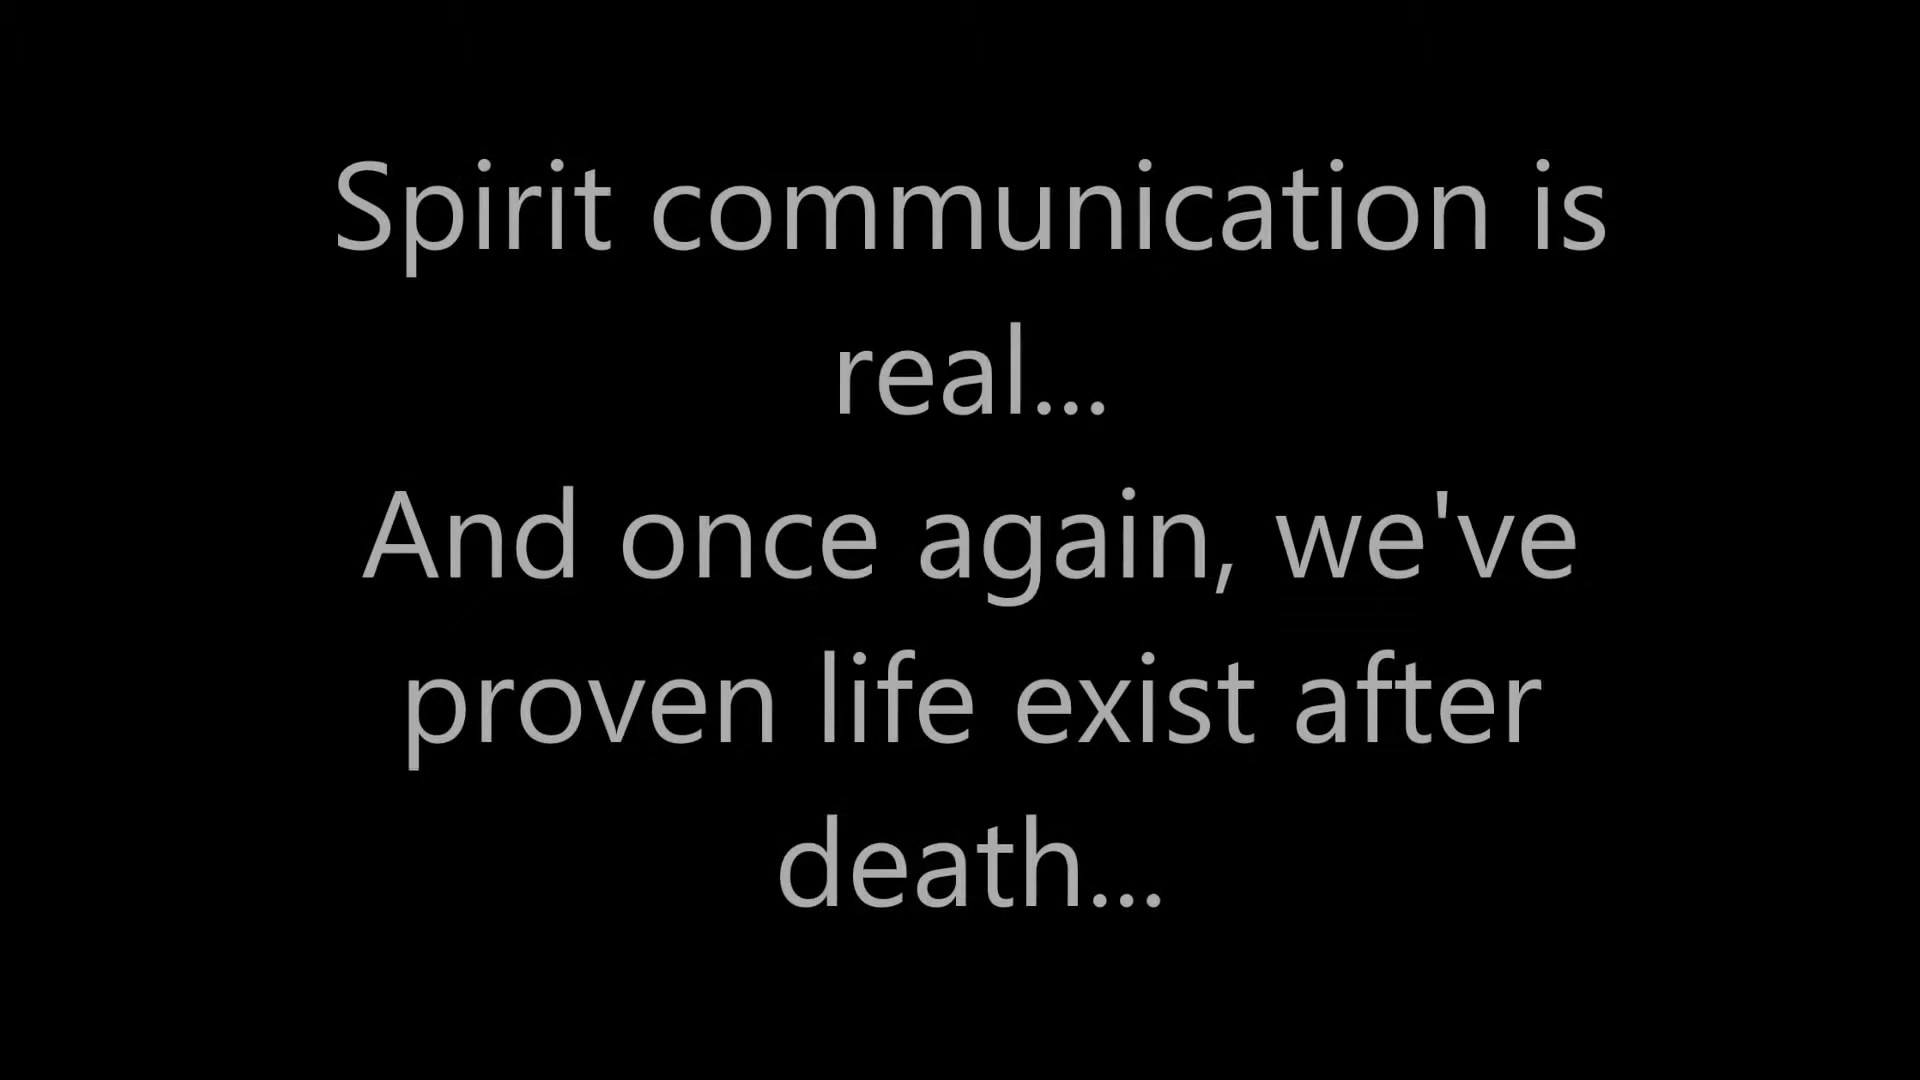 Spirit communication is
real...
And once again, we've
proven life exist after
death...